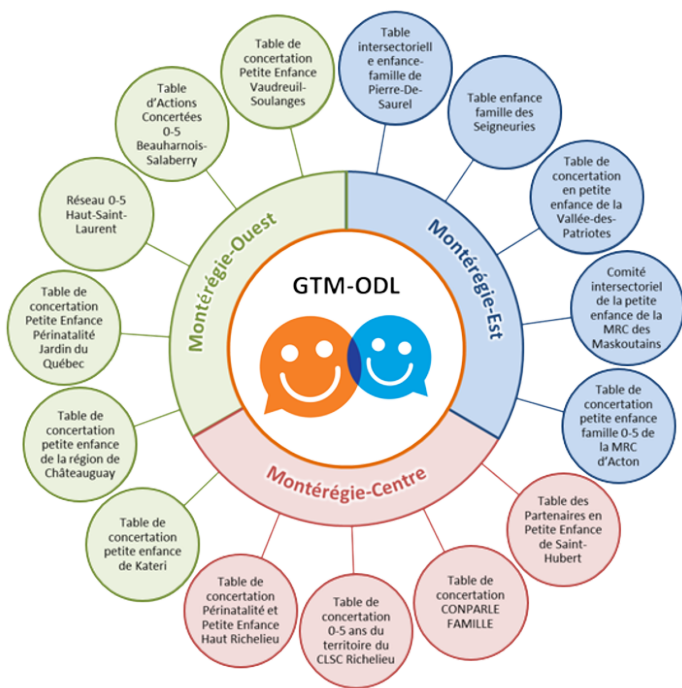 GTM-ODL
Montérégie-Ouest
Montérégie-Est
Montérégie-Centre
Table de
concertation
Petite Enfance
Vaudreuil-
Soulanges
Table
d'Actions
Concertées
0-5
Beauharnois-
Salaberry
Réseau 0-5
Haut-Saint-
Laurent
Table de
concertation
Petite Enfance
Périnatalité
Jardin du
Québec
Table de
concertation
petite enfance
de la région de
Châteauguay
Table de
concertation
petite enfance
de Kateri
Table
intersectoriell
e enfance-
famille de
Pierre-De-
Saurel
Table enfance
famille des
Seigneuries
Table de
concertation
en petite
enfance de la
Vallée-des-
Patriotes
Comité
intersectoriel
de la petite
enfance de la
MRC des
Maskoutains
Table de
concertation
petite enfance
famille 0-5 de
la MRC
d'Acton
Table des
Partenaires en
Petite Enfance
de Saint-
Hubert
Table de
concertation
CONPARLE
FAMILLE
Table de
concertation
0-5 ans du
territoire du
CLSC Richelieu
Table de
concertation
Périnatalité et
Petite Enfance
Haut Richelieu